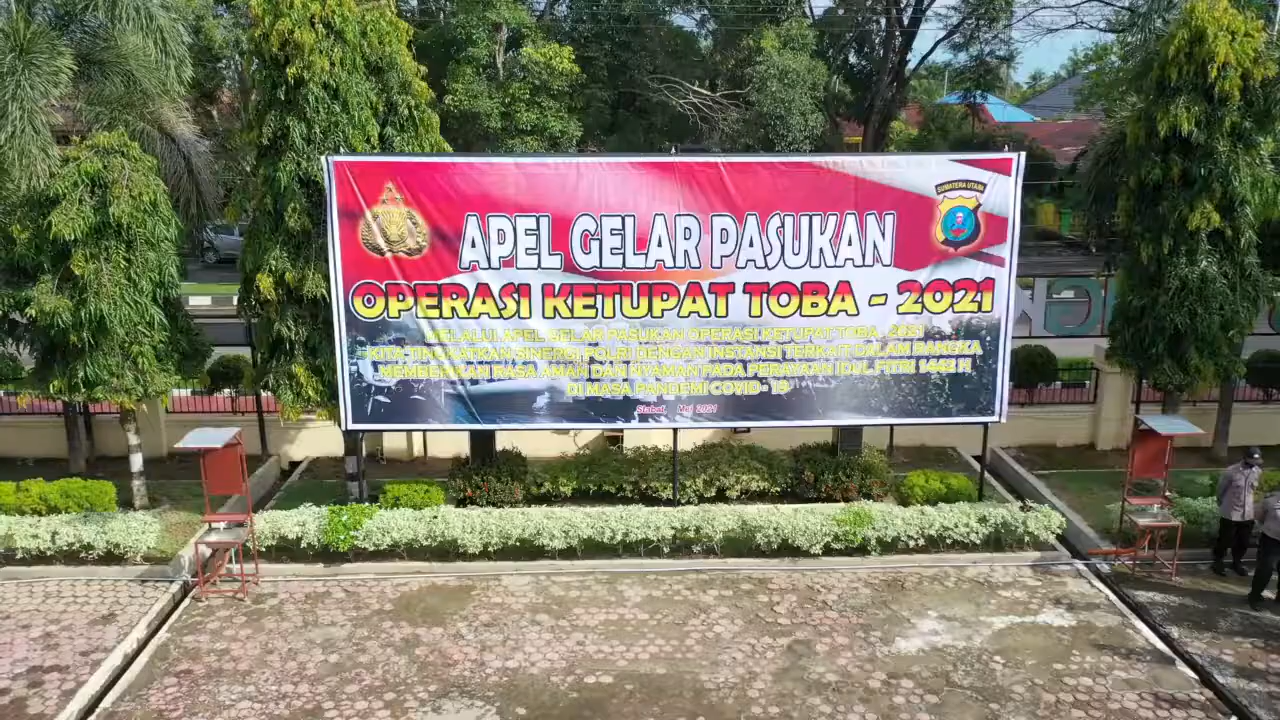 SUMATERA UTARA
APEL GELAR PASUKAN
OPERASI KETUPAT TOBA - 2021
MELALUI APEL GELAR PASUKAN OPERASI KETUPAT TOBA - 2021
KITA TINGKATKAN SINERGI POLRI DENGAN INSTANSI TERKAIT DALAM RANGKA
MEMBERIKAN RASA AMAN DAN NYAMAN PADA PERAYAAN IDUL FITRI 1442 H
DI MASA PANDEMI COVID - 19
Stabat, Mei 2021